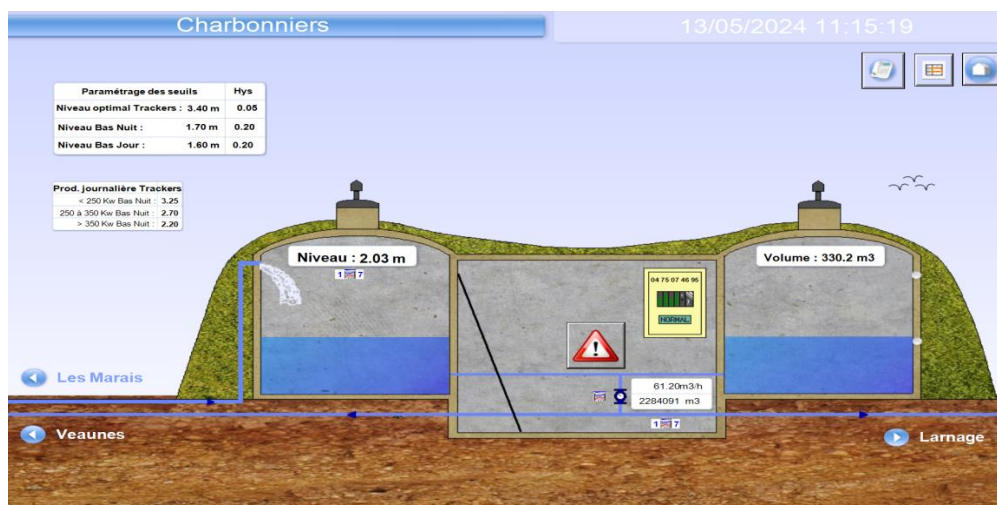 Charbonniers
13/05/2024 11:15:19
Paramétrage des seuils Hys
Niveau optimal Trackers : 3.40 m 0.05
Niveau Bas Nuit : 1.70 m 0.20
Niveau Bas Jour : 1.60 m 0.20
Prod. journalière Trackers
< 250 Kw Bas Nuit : 3.25
250 à 350 Kw Bas Nuit : 2.70
> 350 Kw Bas Nuit : 2.20
Niveau : 2.03 m
1 7
Volume : 330.2 m3
04 75 07 46 95
NORMAL
61.20m3/h
2284091 m3
1 7
Les Marais
Veaunes
Larnage